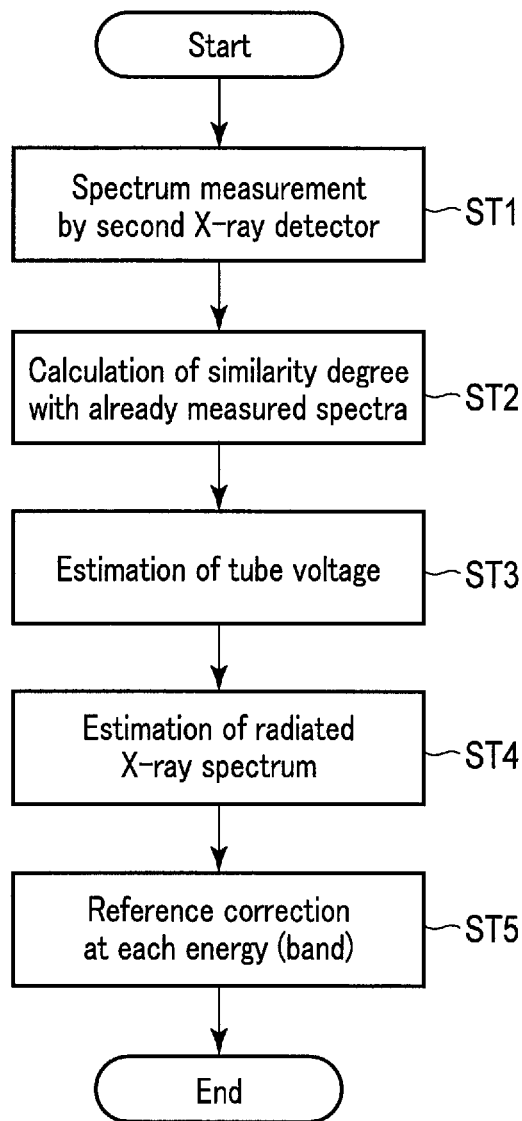 Start
Spectrum measurement
by second X-ray detector
ST1
Calculation of similarity degree
with already measured spectra
ST2
Estimation of tube voltage
ST3
Estimation of radiated
X-ray spectrum
ST4
Reference correction
at each energy (band)
ST5
End